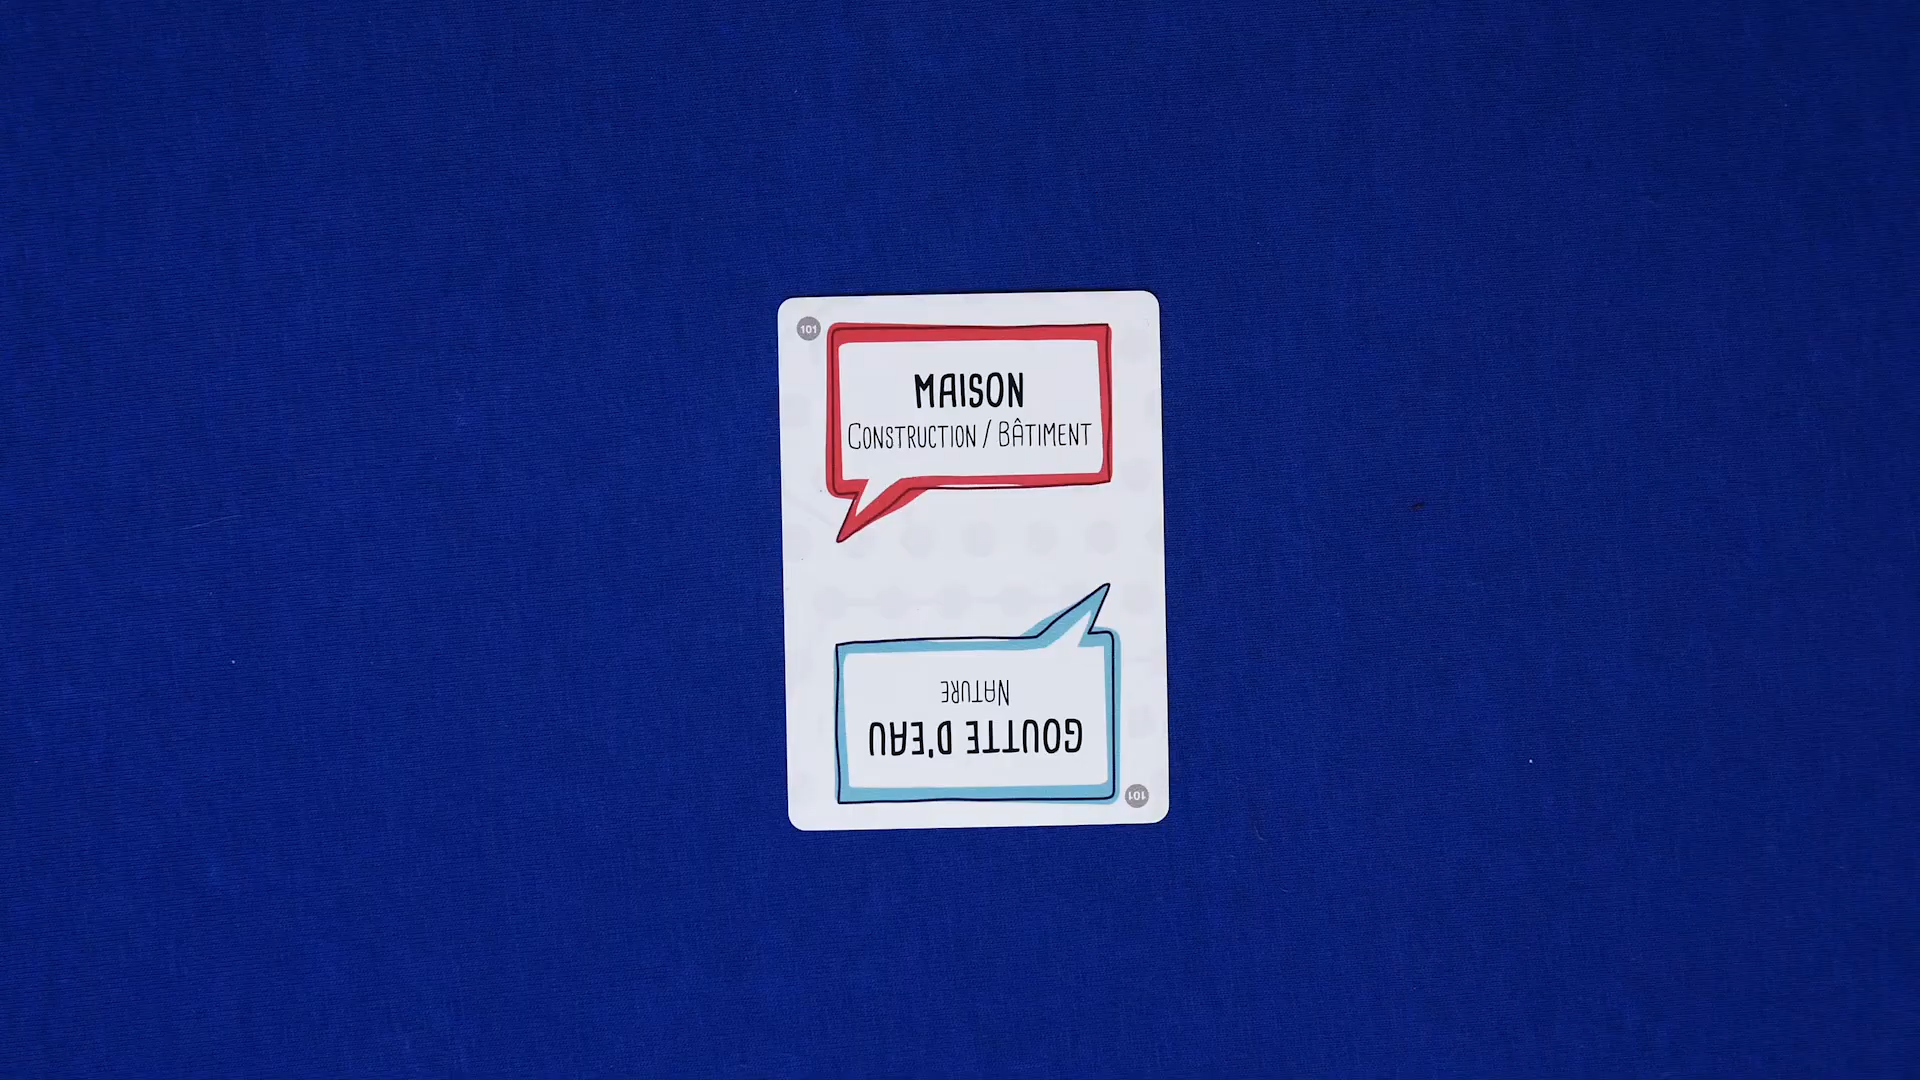 101
MAISON
CONSTRUCTION / BÂTIMENT
GOUTTE D'EAU
NATURE
101